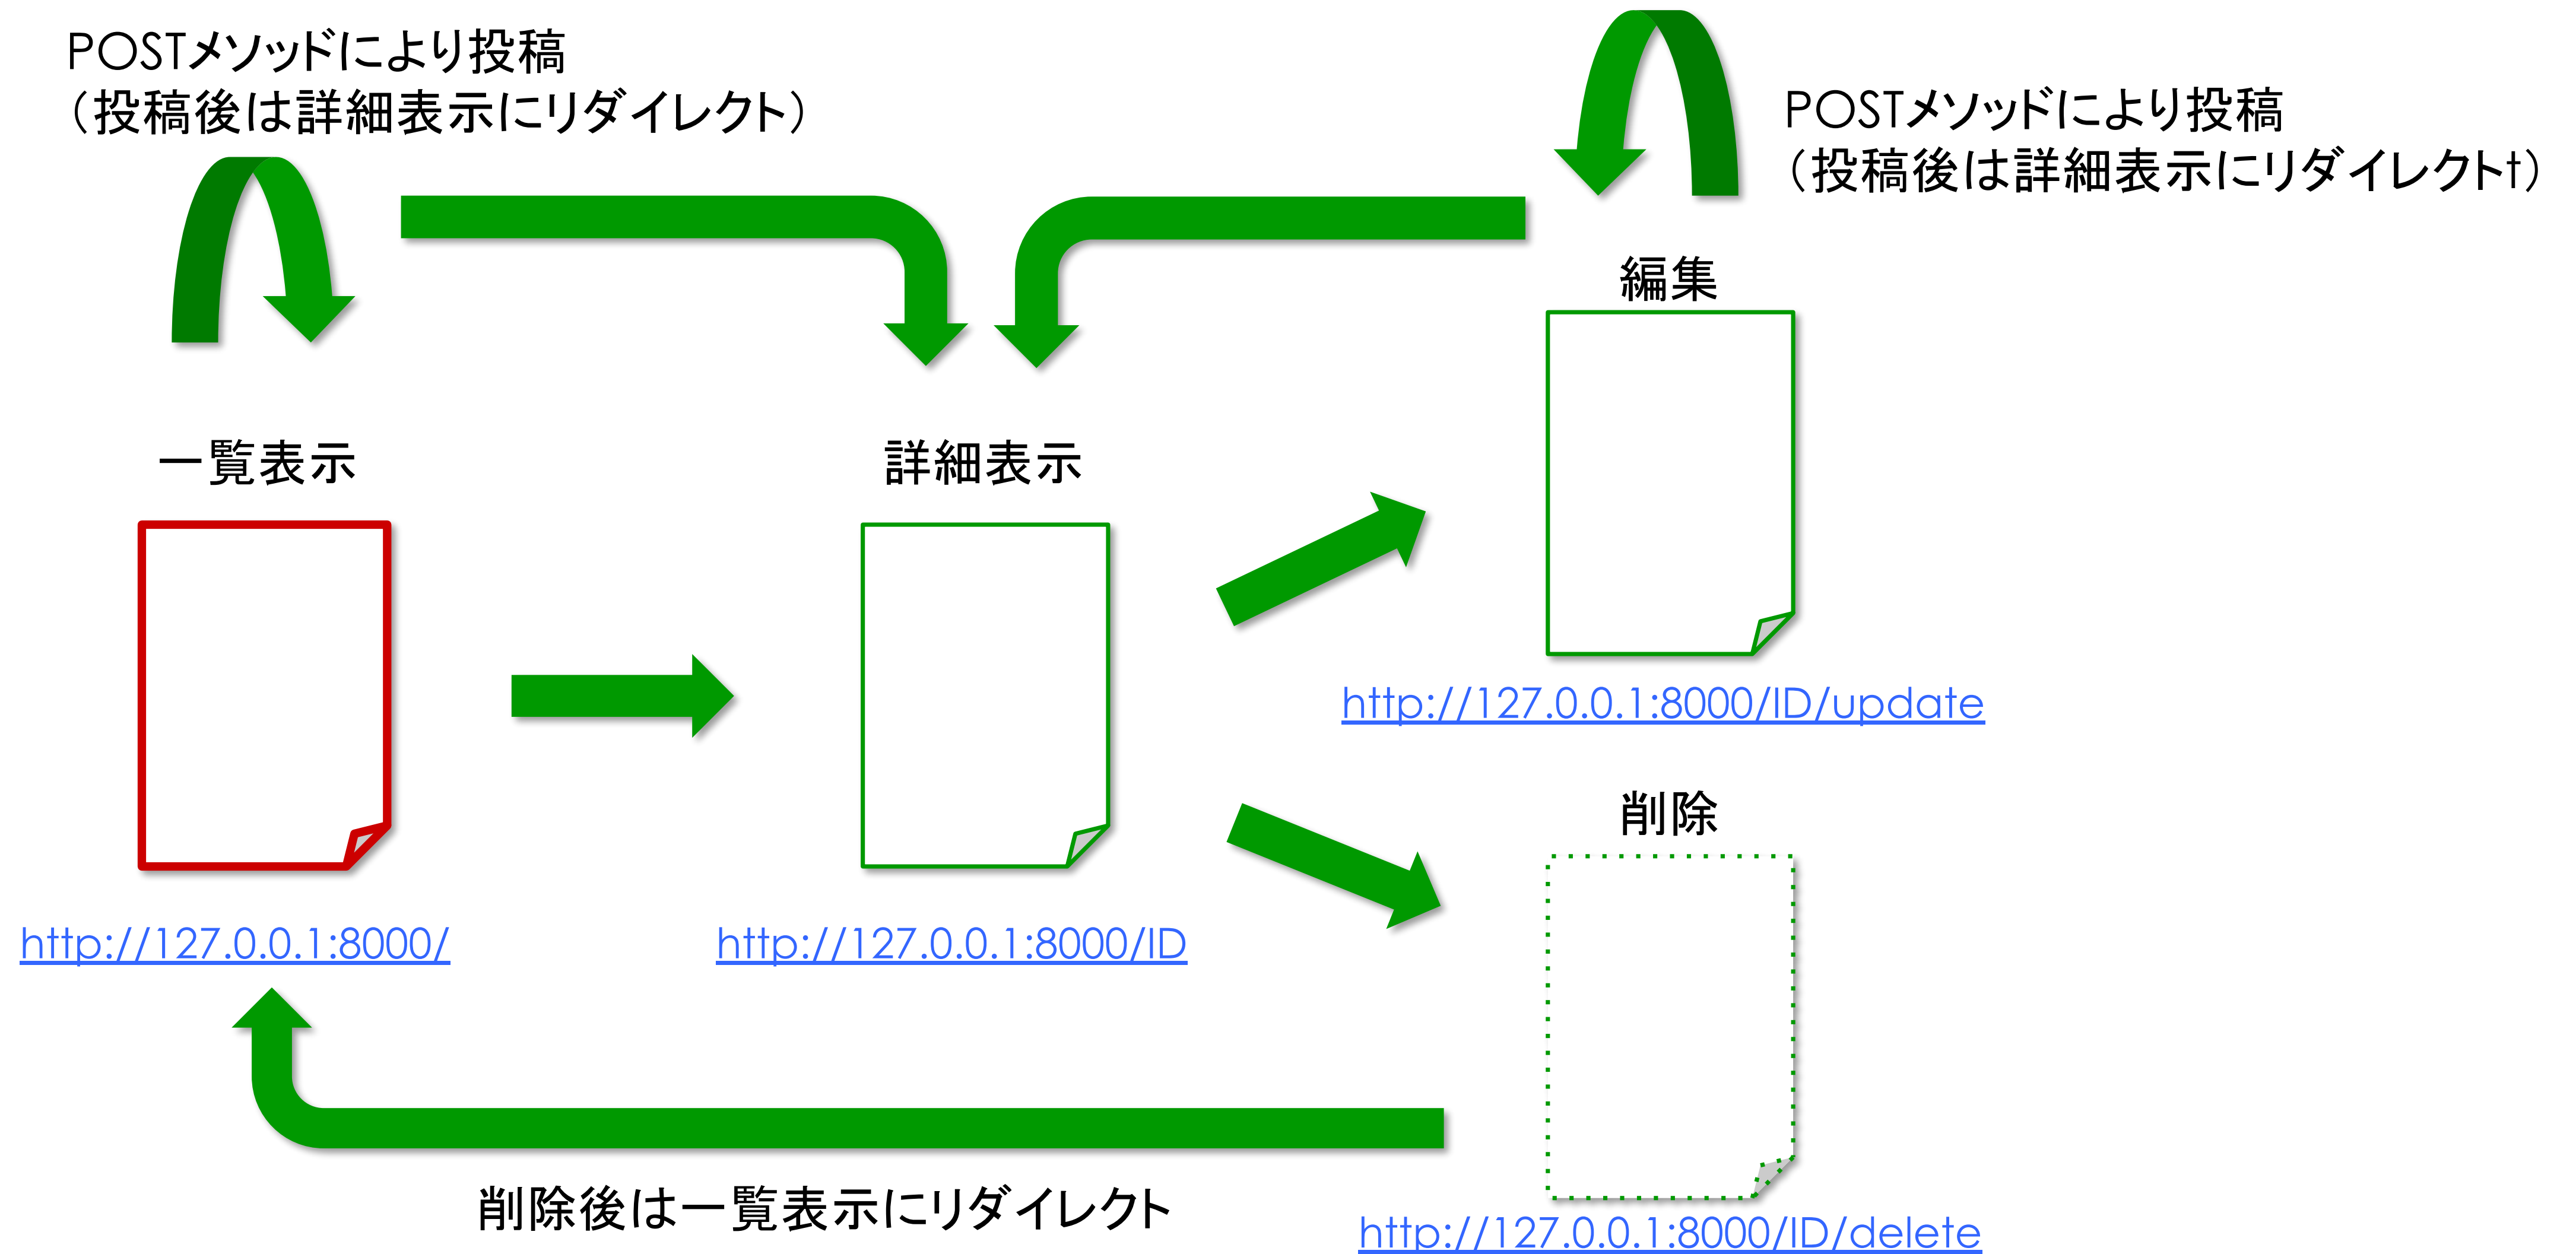 POSTメソッドにより投稿
（投稿後は詳細表示にリダイレクト）
POSTメソッドにより投稿
（投稿後は詳細表示にリダイレクトt）
編集
一覧表示
詳細表示
http://127.0.0.1:8000/ID/update
削除
http://127.0.0.1:8000/
http://127.0.0.1:8000/ID
削除後は一覧表示にリダイレクト
http://127.0.0.1:8000/ID/delete